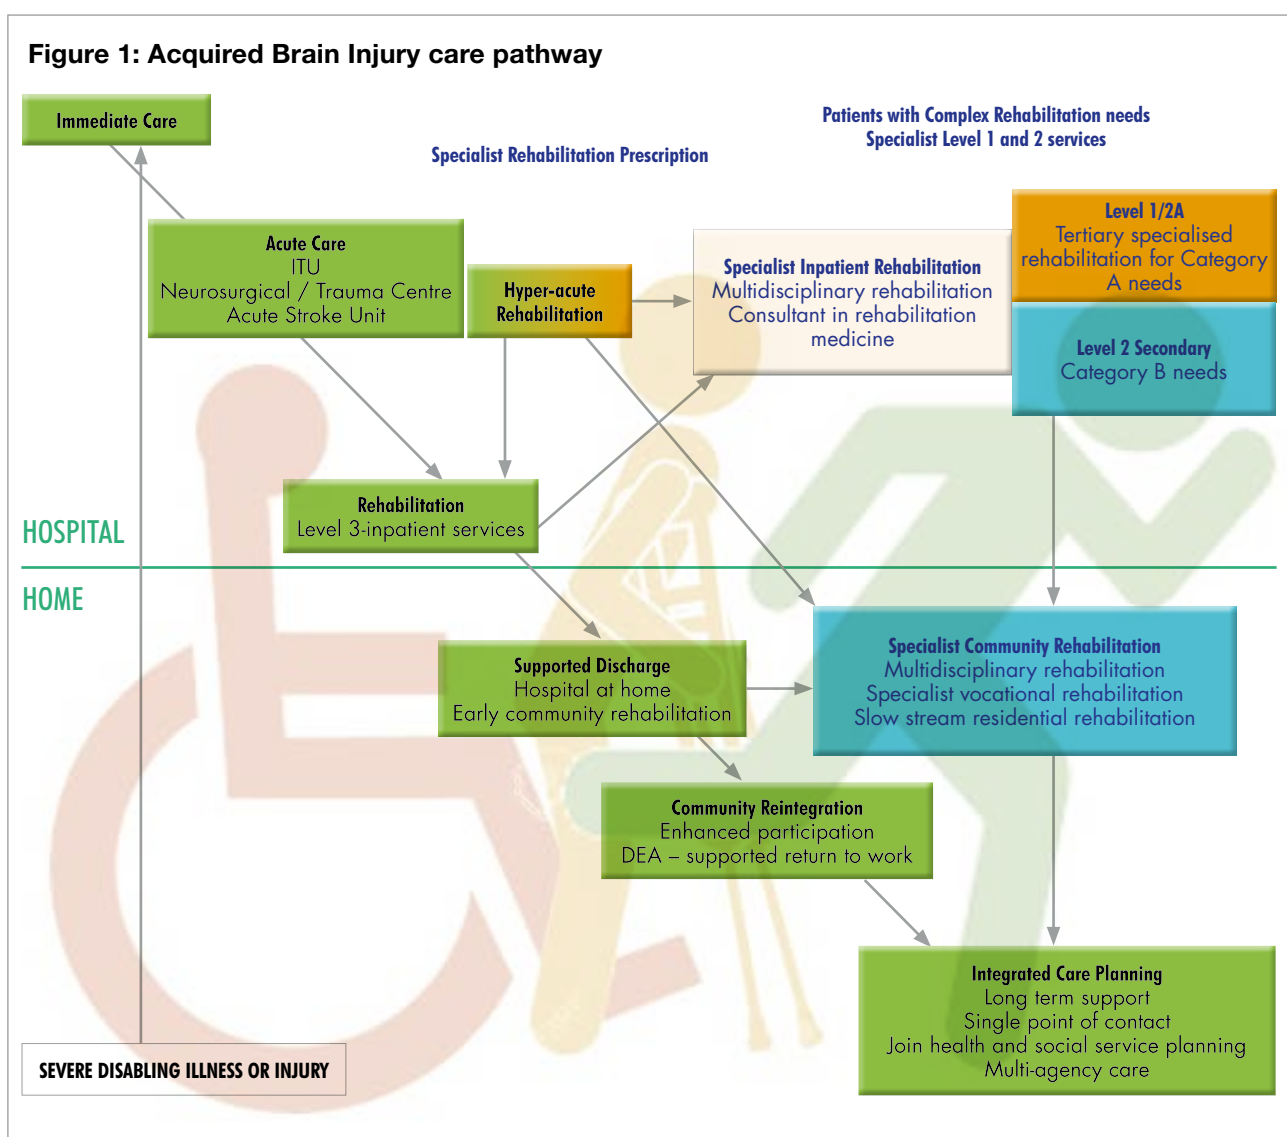 Figure 1: Acquired Brain Injury care pathway
Immediate Care
Specialist Rehabilitation Prescription
Patients with Complex Rehabilitation needs
Specialist Level 1 and 2 services
Acute Care
ITU
Neurosurgical / Trauma Centre
Acute Stroke Unit
Hyper-acute
Rehabilitation
Specialist Inpatient Rehabilitation
Multidisciplinary rehabilitation
Consultant in rehabilitation
medicine
Level 1/2A
Tertiary specialised
rehabilitation for Category
A needs
Level 2 Secondary
Category B needs
Rehabilitation
Level 3-inpatient services
HOSPITAL
HOME
Supported Discharge
Hospital at home
Early community rehabilitation
Specialist Community Rehabilitation
Multidisciplinary rehabilitation
Specialist vocational rehabilitation
Slow stream residential rehabilitation
Community Reintegration
Enhanced participation
DEA – supported return to work
Integrated Care Planning
Long term support
Single point of contact
Join health and social service planning
Multi-agency care
SEVERE DISABLING ILLNESS OR INJURY